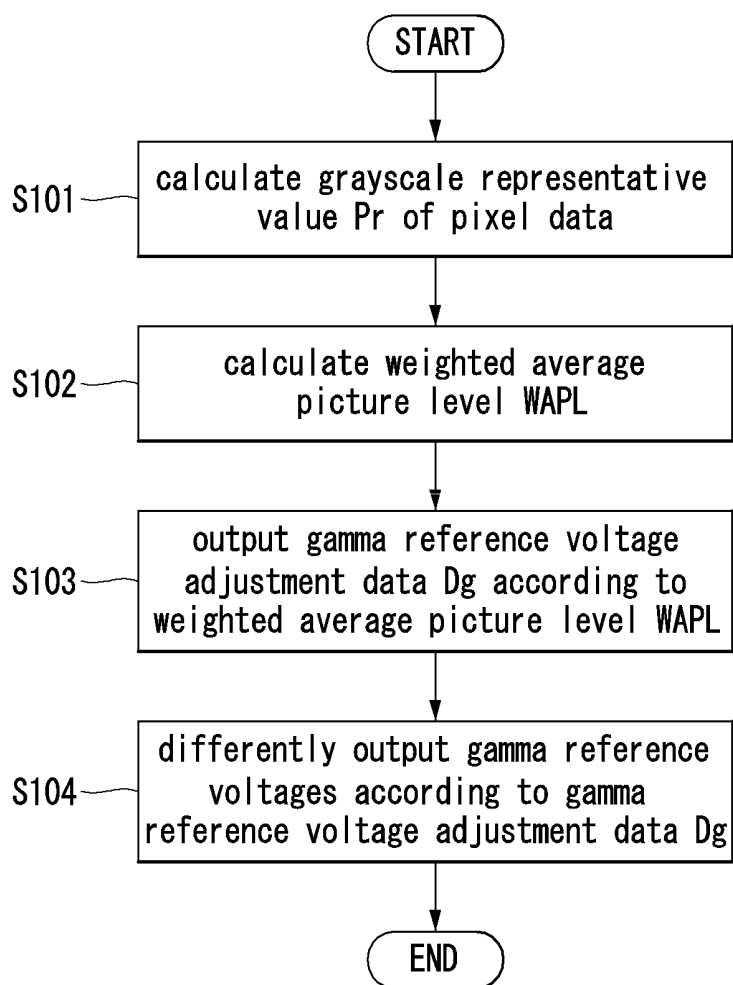 START
S101
calculate grayscale representative
value Pr of pixel data
S102
calculate weighted average
picture level WAPL
S103
output gamma reference voltage
adjustment data Dg according to
weighted average picture level WAPL
S104
differently output gamma reference
voltages according to gamma
reference voltage adjustment data Dg
END